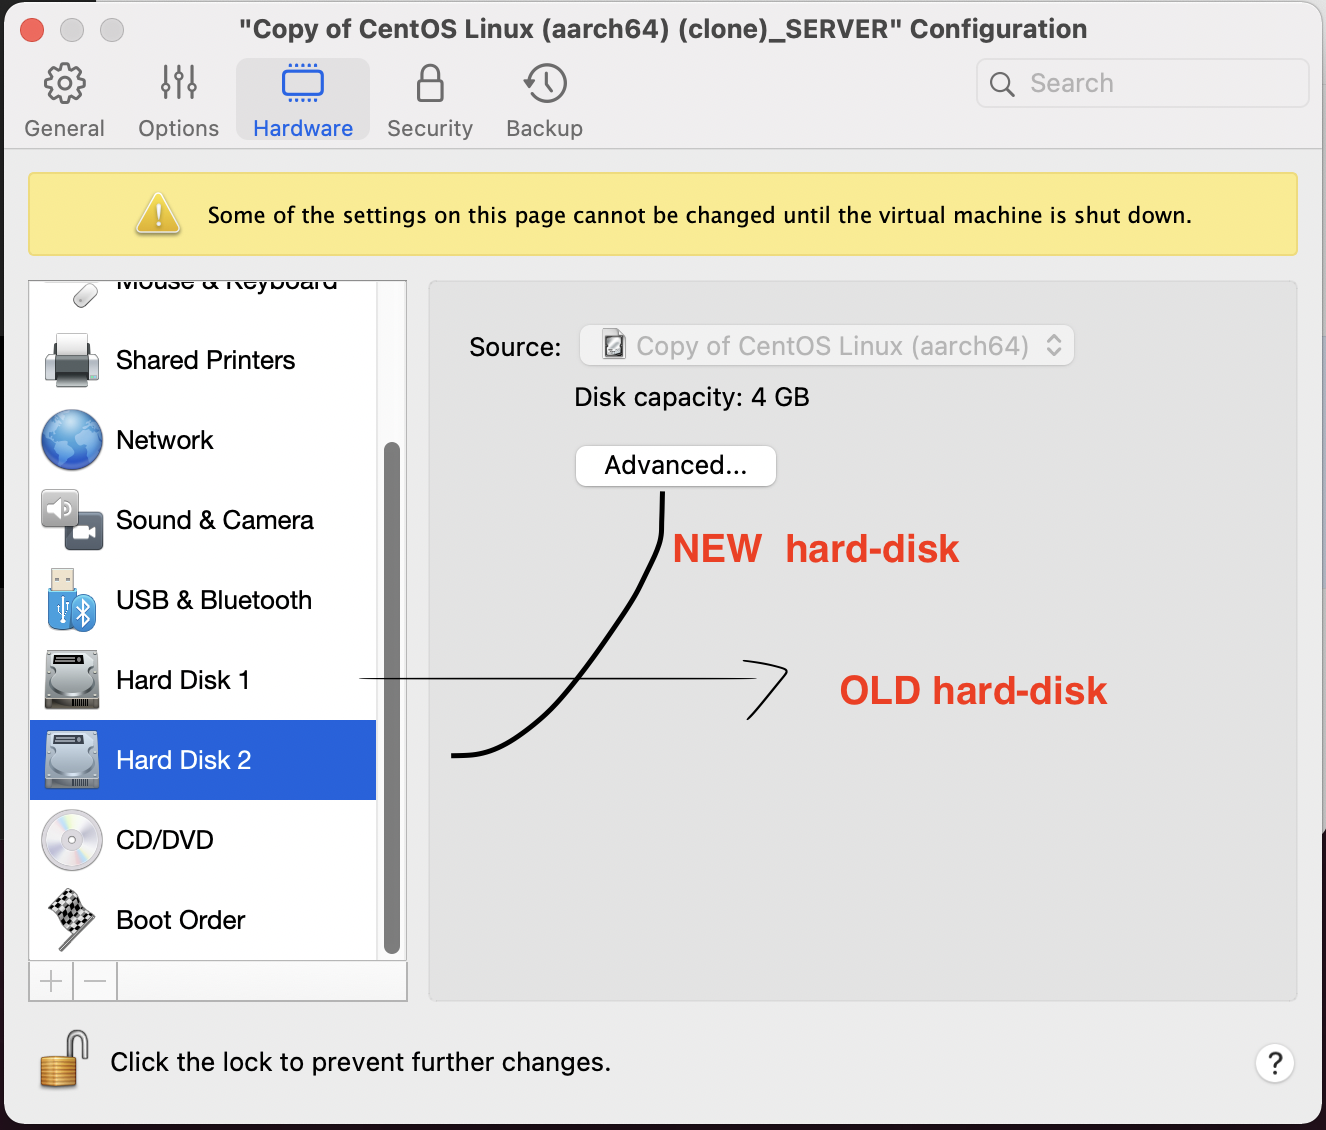 "Copy of CentOS Linux (aarch64) (clone)_SERVER" Configuration
General
Options
Hardware
Security
Backup
Search
Some of the settings on this page cannot be changed until the virtual machine is shut down.
Mouse & Keyboard
Shared Printers
Network
Sound & Camera
USB & Bluetooth
Hard Disk 1
Hard Disk 2
CD/DVD
Boot Order
Source:
Copy of CentOS Linux (aarch64)
Disk capacity: 4 GB
Advanced...
NEW hard-disk
OLD hard-disk
Click the lock to prevent further changes.
?